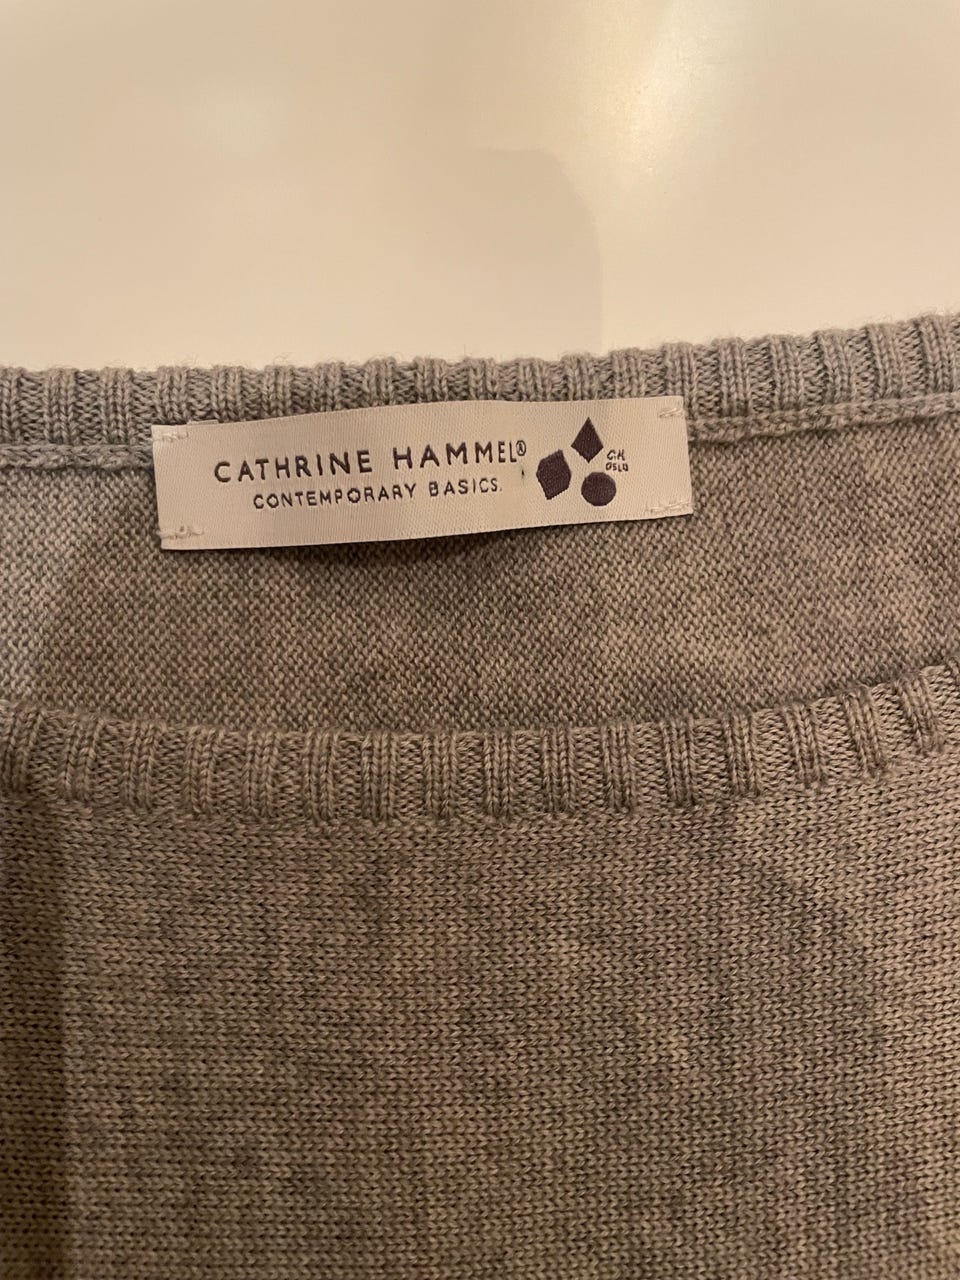 CATHRINE HAMMEL®
CONTEMPORARY BASICS.
C.H.
OSLO